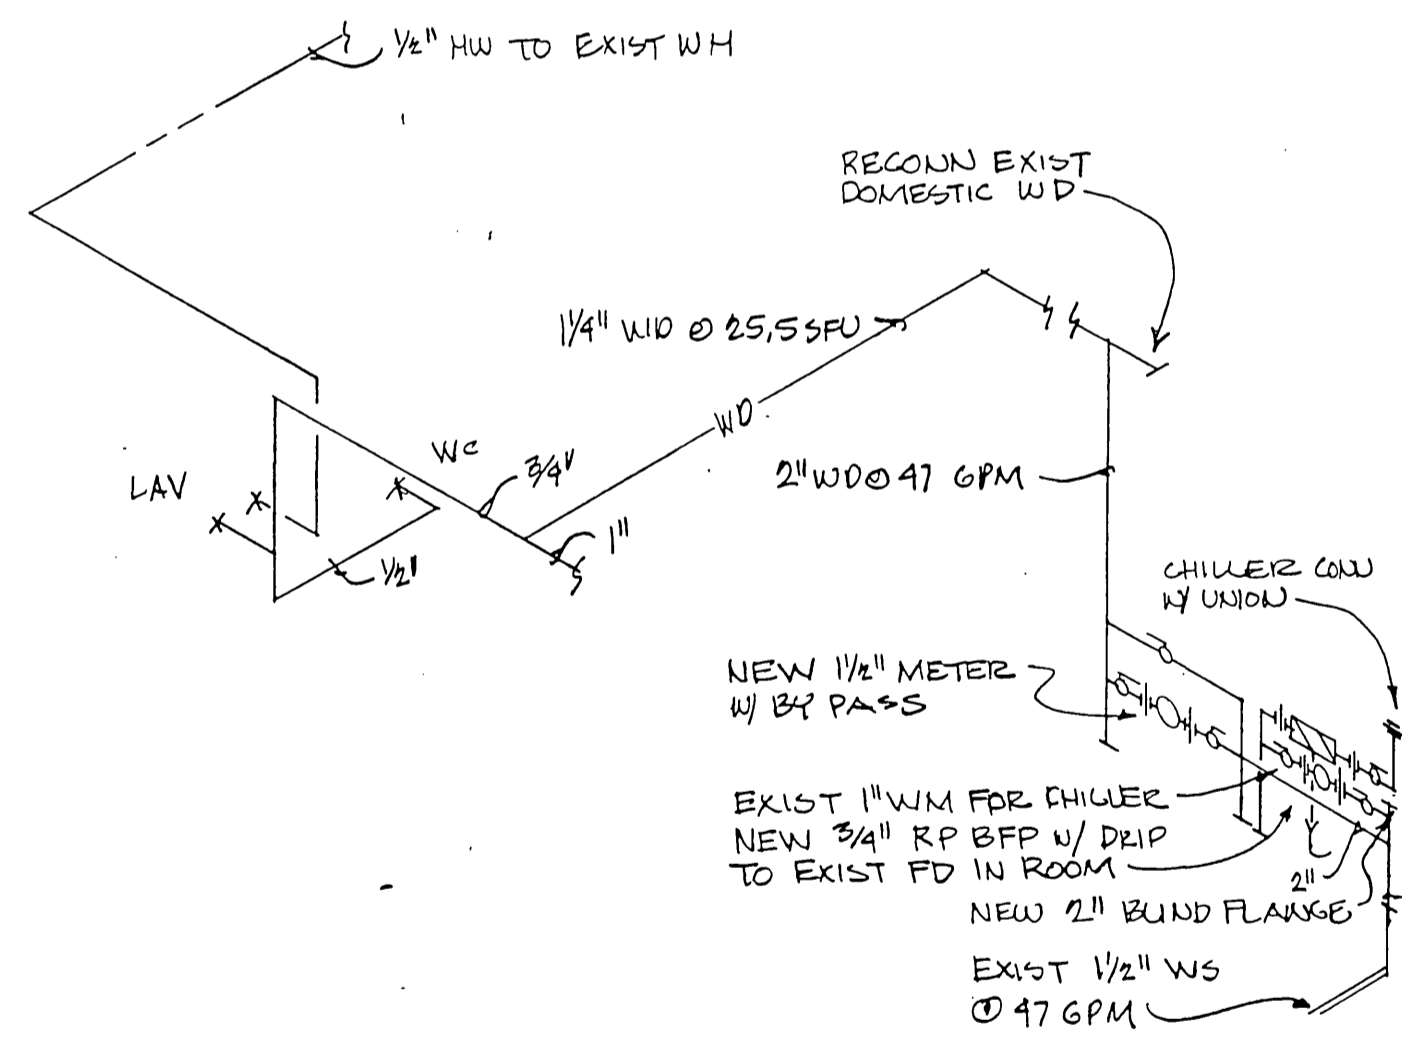 1/2" HW TO EXIST WH
RECONN EXIST
DOMESTIC WD
1 1/4" WD @ 25.5 SFU
WD
WC
3/4"
LAV
2" WD @ 47 GPM
1"
1/2"
CHILLER CONN
W/ UNION
NEW 1 1/2" METER
W/ BY PASS
EXIST 1" WM FOR CHILLER
NEW 3/4" RP BFP W/ DRIP
TO EXIST FD IN ROOM
2"
NEW 2" BLIND FLANGE
EXIST 1 1/2" WS
@ 47 GPM